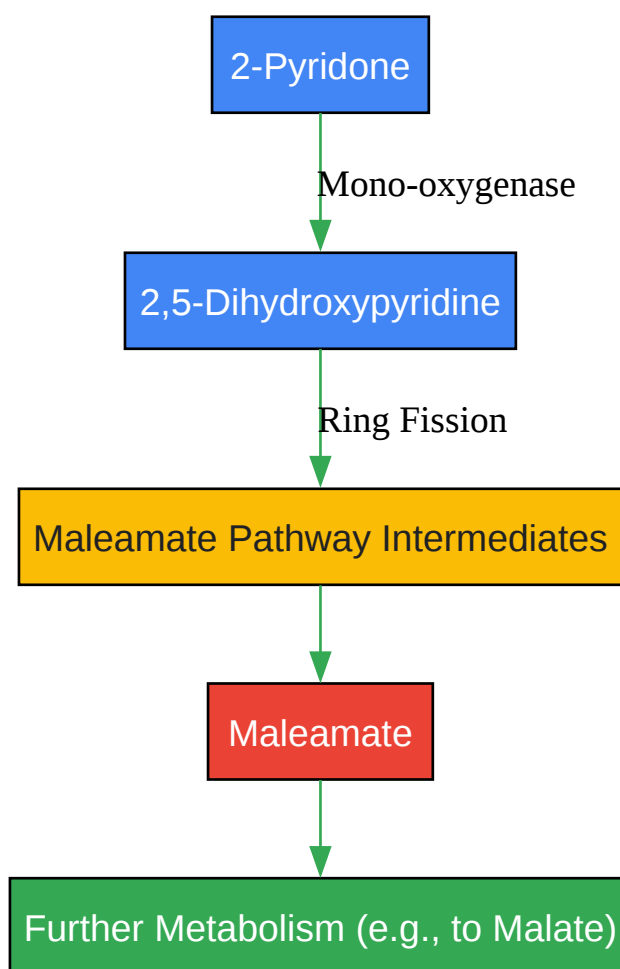 2-Pyridone
Mono-oxygenase
2,5-Dihydroxypyridine
Ring Fission
Maleamate Pathway Intermediates
Maleamate
Further Metabolism (e.g., to Malate)